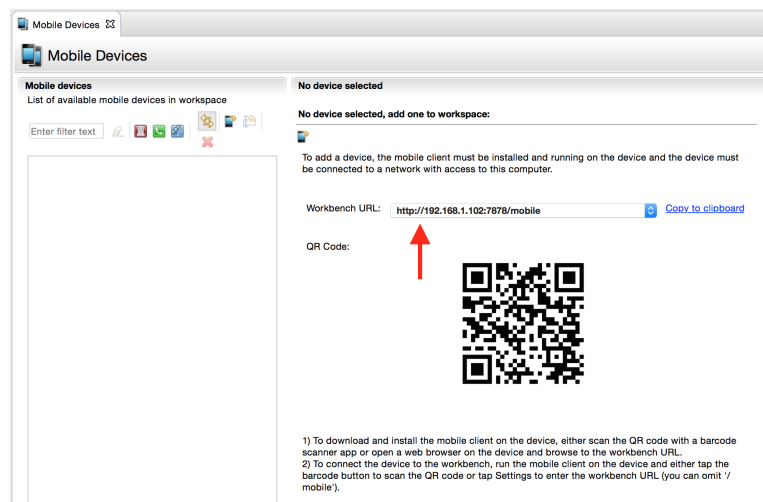 Mobile Devices
Mobile Devices
Mobile devices
List of available mobile devices in workspace
Enter filter text
No device selected
No device selected, add one to workspace:
To add a device, the mobile client must be installed and running on the device and the device must
be connected to a network with access to this computer.
Workbench URL:
http://192.168.1.102:7878/mobile
Copy to clipboard
QR Code:
1) To download and install the mobile client on the device, either scan the QR code with a barcode
scanner app or open a web browser on the device and browse to the workbench URL.
2) To connect the device to the workbench, run the mobile client on the device and either tap the
barcode button to scan the QR code or tap Settings to enter the workbench URL (you can omit '/
mobile').